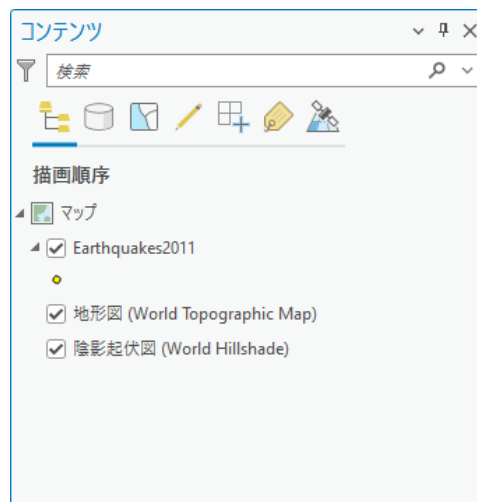 コンテンツ
検索
描画順序
マップ
Earthquakes2011
地形図 (World Topographic Map)
陰影起伏図 (World Hillshade)